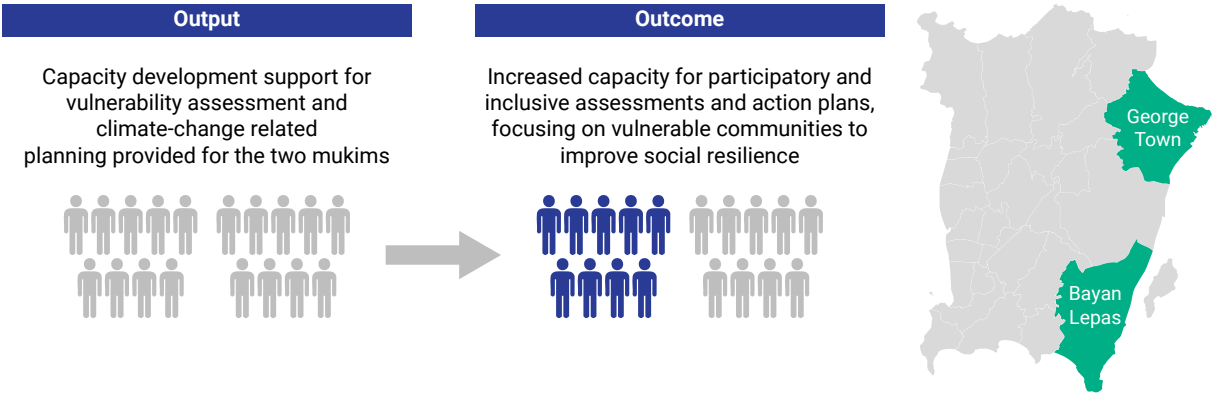 Output
Capacity development support for
vulnerability assessment and
climate-change related
planning provided for the two mukims
Outcome
Increased capacity for participatory and
inclusive assessments and action plans,
focusing on vulnerable communities to
improve social resilience
George
Town
Bayan
Lepas